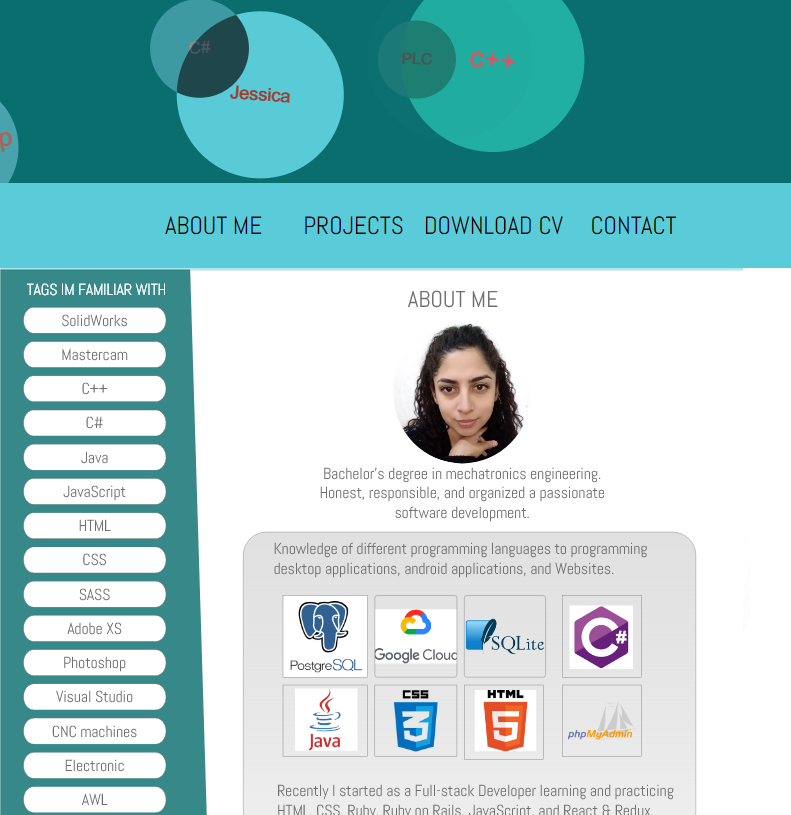 C#
Jessica
PLC
C++
p
ABOUT ME PROJECTS DOWNLOAD CV CONTACT
TAGS IM FAMILIAR WITH
SolidWorks
Mastercam
C++
C#
Java
JavaScript
HTML
CSS
SASS
Adobe XS
Photoshop
Visual Studio
CNC machines
Electronic
AWL
ABOUT ME
Bachelor's degree in mechatronics engineering.
Honest, responsible, and organized a passionate
software development.
Knowledge of different programming languages to programming
desktop applications, android applications, and Websites.
PostgreSQL
Google Cloud
SQLite
C#
Java
CSS
3
HTML
5
phpMyAdmin
Recently I started as a Full-stack Developer learning and practicing
HTML, CSS, Ruby, Ruby on Rails, JavaScript, and React & Redux.